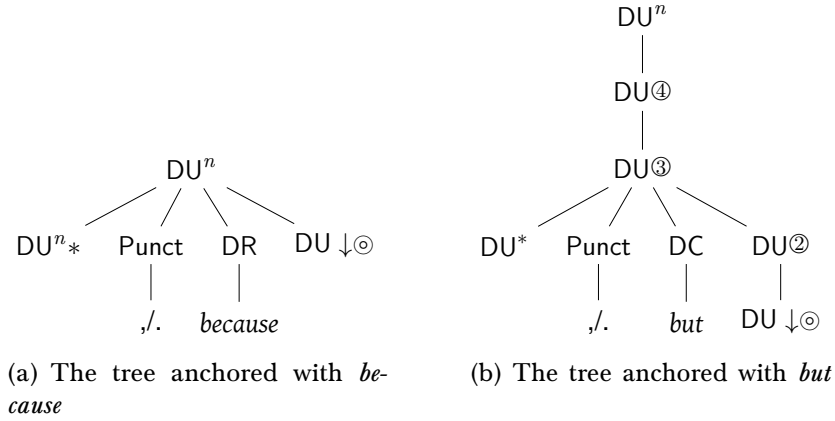 DUⁿ
DU④
DUⁿ DU③
DUⁿ* Punct DR DU ↓⊚ DU* Punct DC DU②
,/. because ,/. but DU ↓⊚
(a) The tree anchored with be-
cause
(b) The tree anchored with but